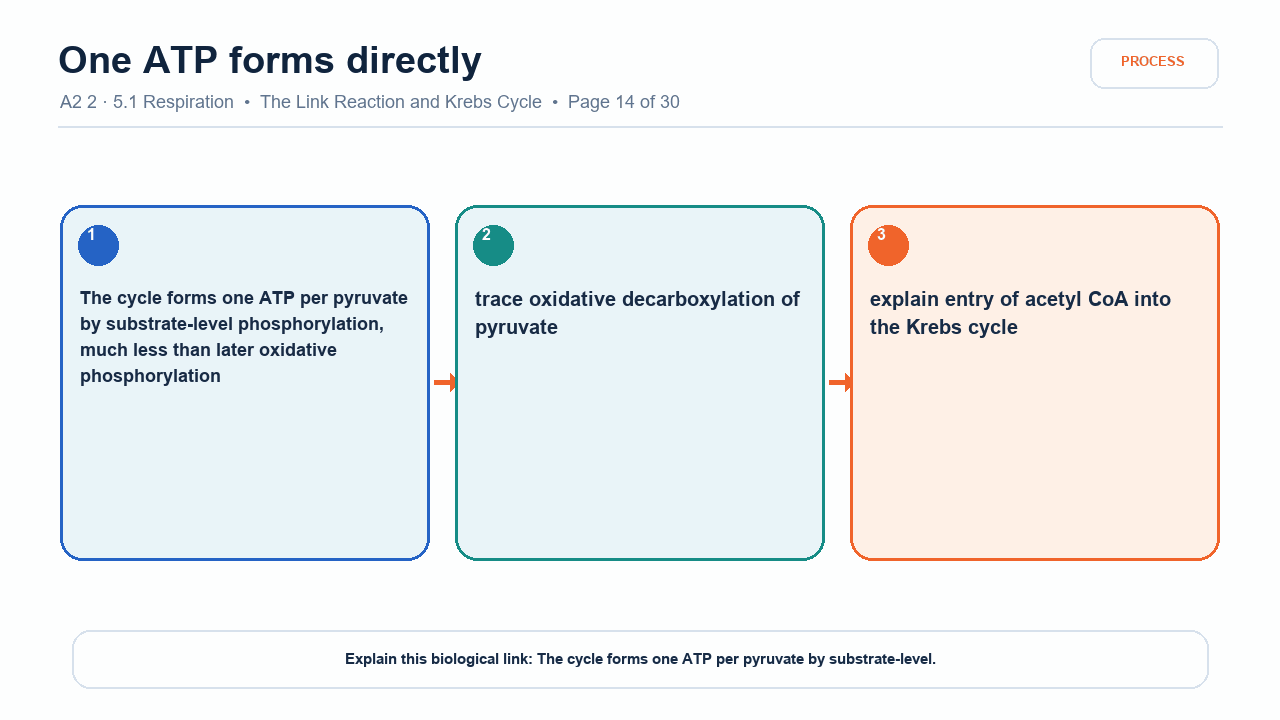 One ATP forms directly
PROCESS
A2 2 · 5.1 Respiration • The Link Reaction and Krebs Cycle • Page 14 of 30
1
The cycle forms one ATP per pyruvate
by substrate-level phosphorylation,
much less than later oxidative
phosphorylation
2
trace oxidative decarboxylation of
pyruvate
3
explain entry of acetyl CoA into
the Krebs cycle
Explain this biological link: The cycle forms one ATP per pyruvate by substrate-level.